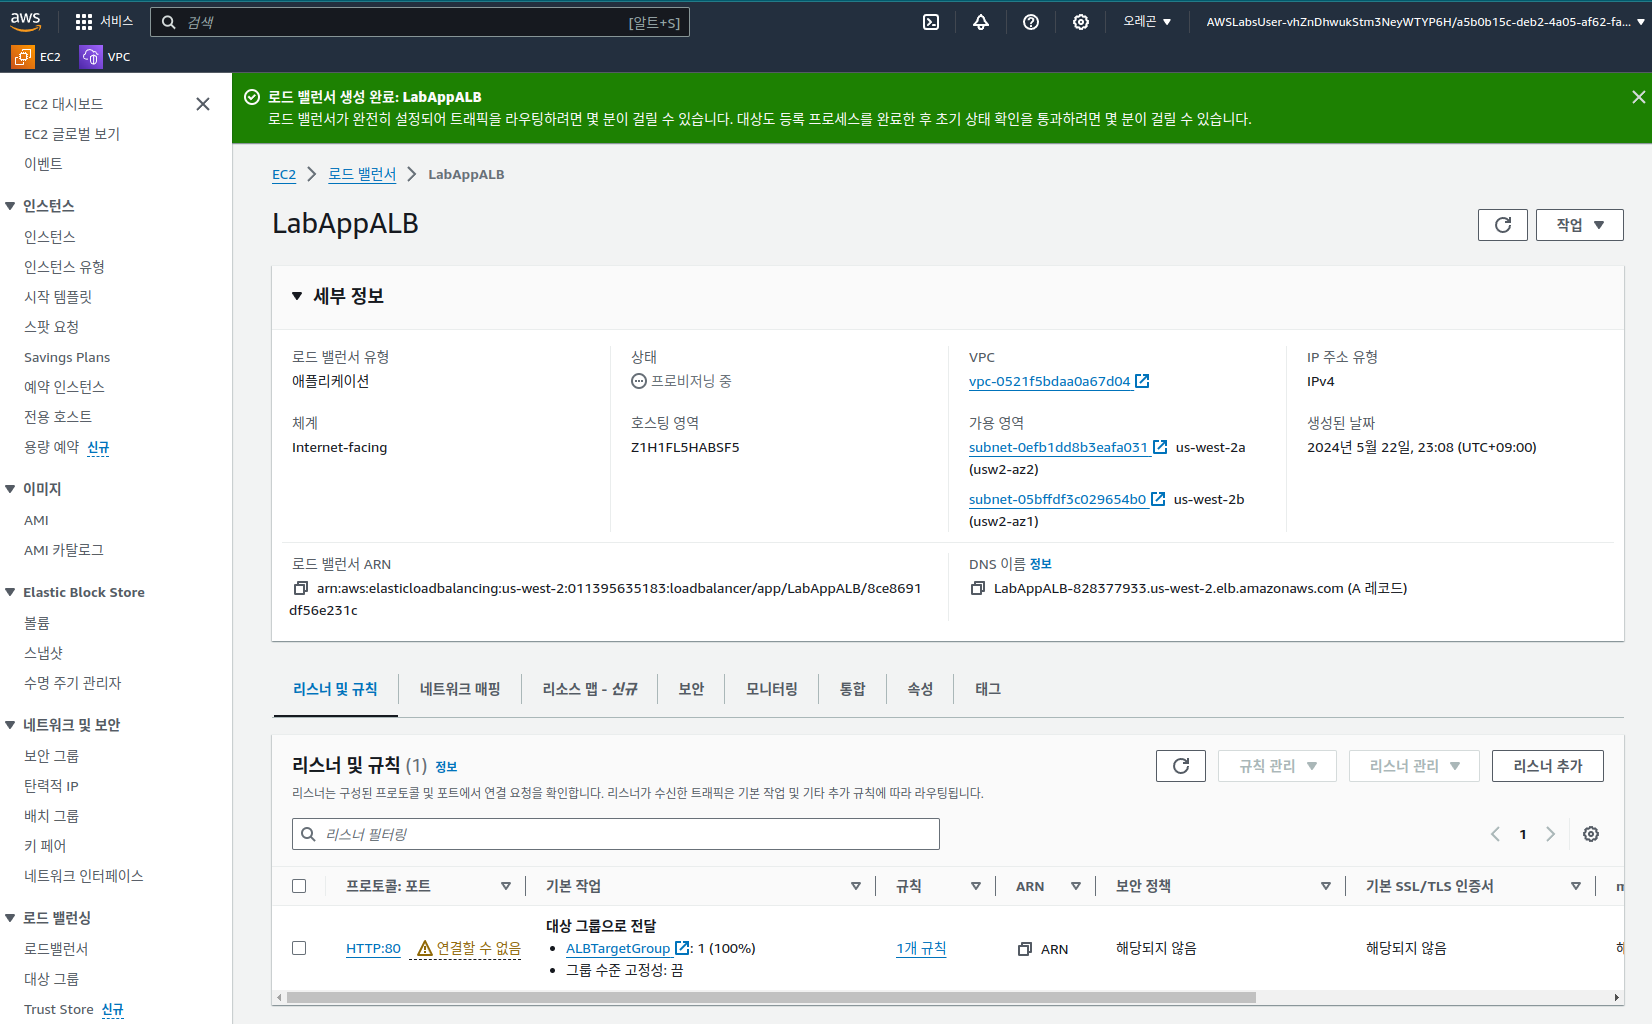 aws
서비스
검색
[알트+S]
오레곤
AWSLabsUser-vhZnDhwukStm3NeyWTYP6H/a5b0b15c-deb2-4a05-af62-fa...
EC2
VPC
EC2 대시보드
EC2 글로벌 보기
이벤트
인스턴스
인스턴스
인스턴스 유형
시작 템플릿
스팟 요청
Savings Plans
예약 인스턴스
전용 호스트
용량 예약 신규
이미지
AMI
AMI 카탈로그
Elastic Block Store
볼륨
스냅샷
수명 주기 관리자
네트워크 및 보안
보안 그룹
탄력적 IP
배치 그룹
키 페어
네트워크 인터페이스
로드 밸런싱
로드밸런서
대상 그룹
Trust Store 신규
로드 밸런서 생성 완료: LabAppALB
로드 밸런서가 완전히 설정되어 트래픽을 라우팅하려면 몇 분이 걸릴 수 있습니다. 대상도 등록 프로세스를 완료한 후 초기 상태 확인을 통과하려면 몇 분이 걸릴 수 있습니다.
EC2 > 로드 밸런서 > LabAppALB
LabAppALB
작업
세부 정보
로드 밸런서 유형
애플리케이션
상태
프로비저닝 중
VPC
vpc-0521f5bdaa0a67d04
IP 주소 유형
IPv4
체계
Internet-facing
호스팅 영역
Z1H1FL5HABSF5
가용 영역
subnet-0efb1dd8b3eafa031 us-west-2a
(usw2-az2)
subnet-05bffdf3c029654b0 us-west-2b
(usw2-az1)
생성된 날짜
2024년 5월 22일, 23:08 (UTC+09:00)
로드 밸런서 ARN
arn:aws:elasticloadbalancing:us-west-2:011395635183:loadbalancer/app/LabAppALB/8ce8691
df56e231c
DNS 이름 정보
LabAppALB-828377933.us-west-2.elb.amazonaws.com (A 레코드)
리스너 및 규칙
네트워크 매핑
리소스 맵 - 신규
보안
모니터링
통합
속성
태그
리스너 및 규칙 (1) 정보
규칙 관리
리스너 관리
리스너 추가
리스너는 구성된 프로토콜 및 포트에서 연결 요청을 확인합니다. 리스너가 수신한 트래픽은 기본 작업 및 기타 추가 규칙에 따라 라우팅됩니다.
리스너 필터링
1
프로토콜: 포트
기본 작업
규칙
ARN
보안 정책
기본 SSL/TLS 인증서
HTTP:80
연결할 수 없음
대상 그룹으로 전달
• ALBTargetGroup : 1 (100%)
• 그룹 수준 고정성: 끔
1개 규칙
ARN
해당되지 않음
해당되지 않음